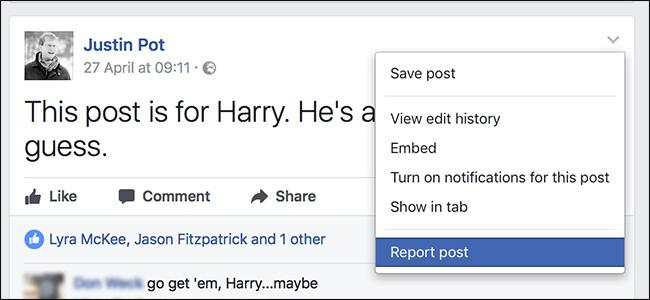 Justin Pot
27 April at 09:11 ·
This post is for Harry. He's a
guess.
Save post
View edit history
Embed
Turn on notifications for this post
Show in tab
Report post
Like Comment Share
Lyra McKee, Jason Fitzpatrick and 1 other
go get 'em, Harry...maybe